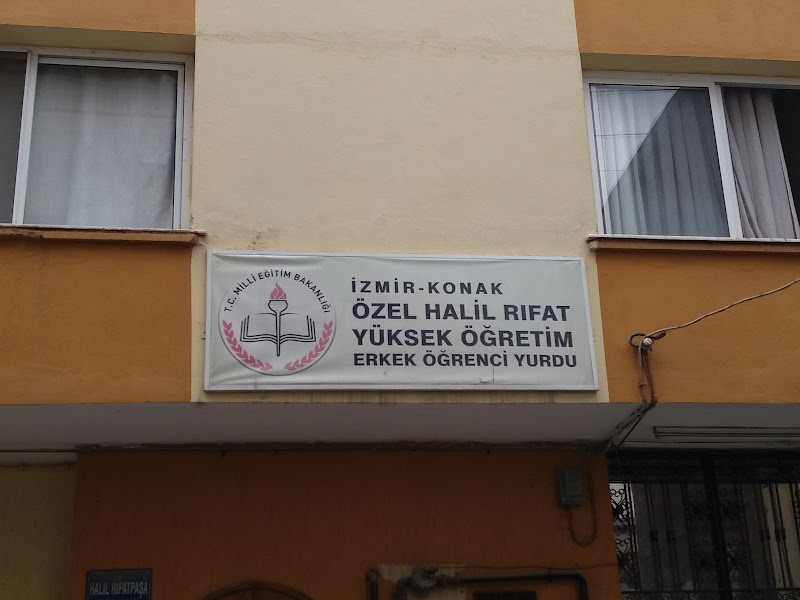 T.C. MİLLİ EĞİTİM BAKANLIĞI
İZMİR-KONAK
ÖZEL HALİL RIFAT
YÜKSEK ÖĞRETİM
ERKEK ÖĞRENCİ YURDU
HALİL RIFATPAŞA